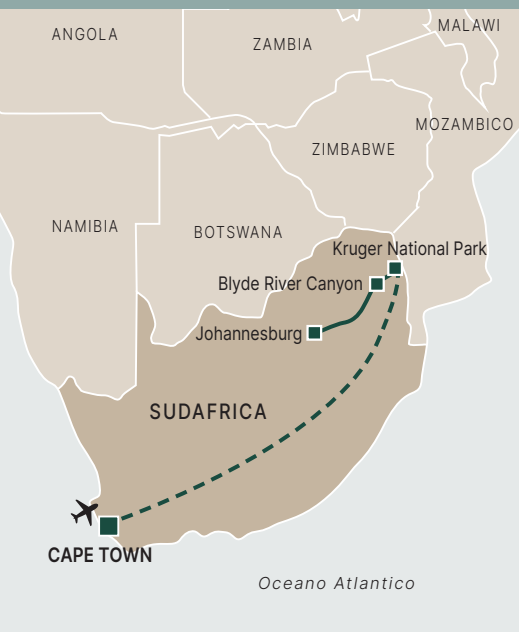 MALAWI
ANGOLA
ZAMBIA
MOZAMBICO
ZIMBABWE
NAMIBIA
BOTSWANA
Kruger National Park
Blyde River Canyon
Johannesburg
SUDAFRICA
CAPE TOWN
Oceano Atlantico